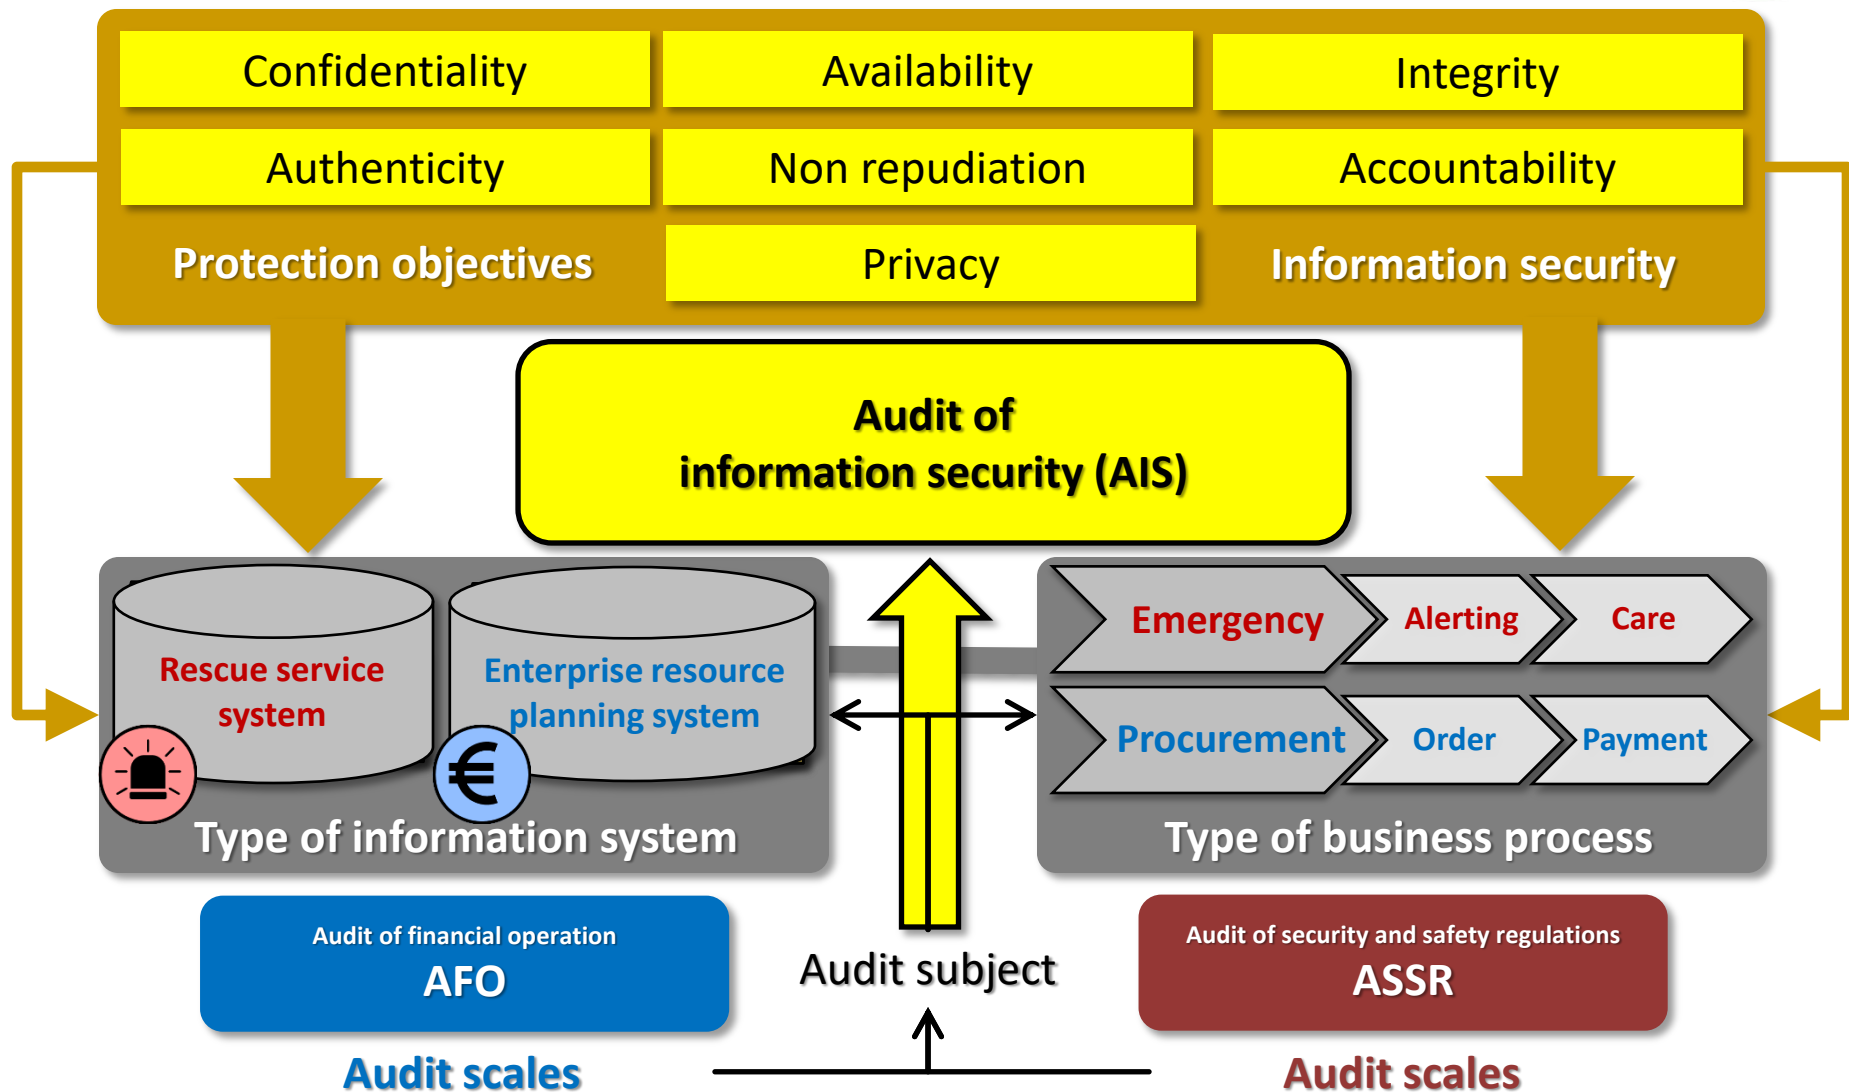 Confidentiality
Availability
Integrity
Authenticity
Non repudiation
Accountability
Protection objectives
Privacy
Information security
Audit of
information security (AIS)
Rescue service
system
Enterprise resource
planning system
€
Type of information system
Emergency
Alerting
Care
Procurement
Order
Payment
Type of business process
Audit of financial operation
AFO
Audit subject
Audit of security and safety regulations
ASSR
Audit scales
Audit scales